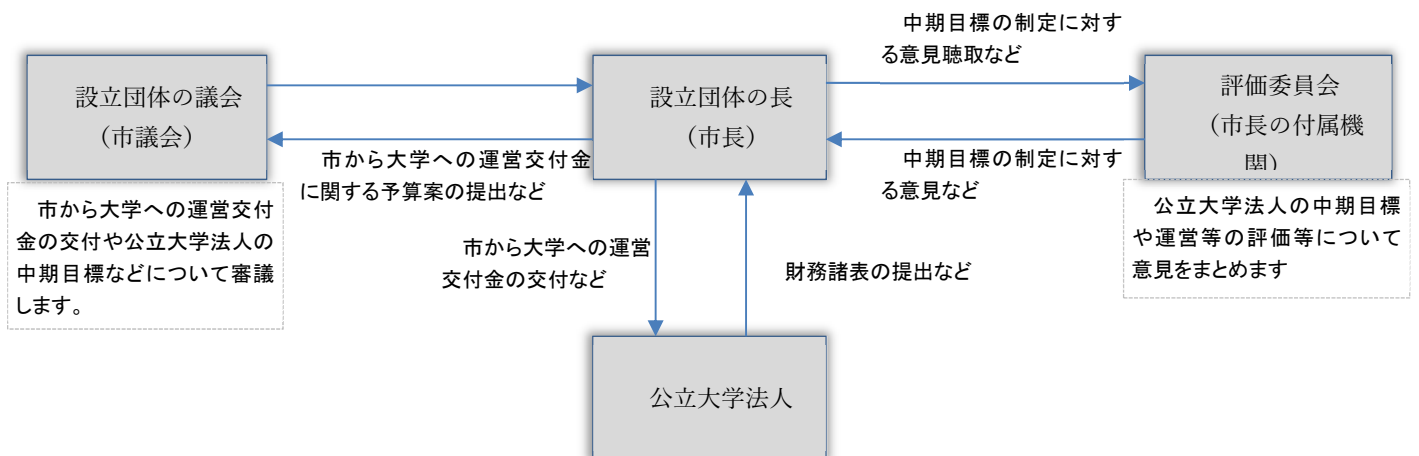 中期目標の制定に対す
る意見聴取など
設立団体の議会
（市議会）
設立団体の長
（市長）
評価委員会
（市長の付属機
関）
市から大学への運営交付金
に関する予算案の提出など
中期目標の制定に対す
る意見など
市から大学への運営交付
金の交付や公立大学法人の
中期目標などについて審議
します。
公立大学法人の中期目標
や運営等の評価等について
意見をまとめます
市から大学への運営
交付金の交付など
財務諸表の提出など
公立大学法人